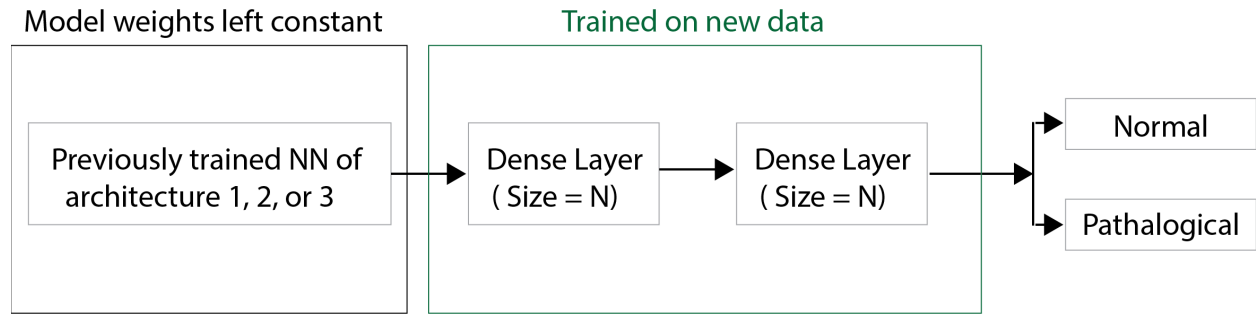 Model weights left constant
Trained on new data
Previously trained NN of
architecture 1, 2, or 3
Dense Layer
( Size = N)
Dense Layer
( Size = N)
Normal
Pathalogical